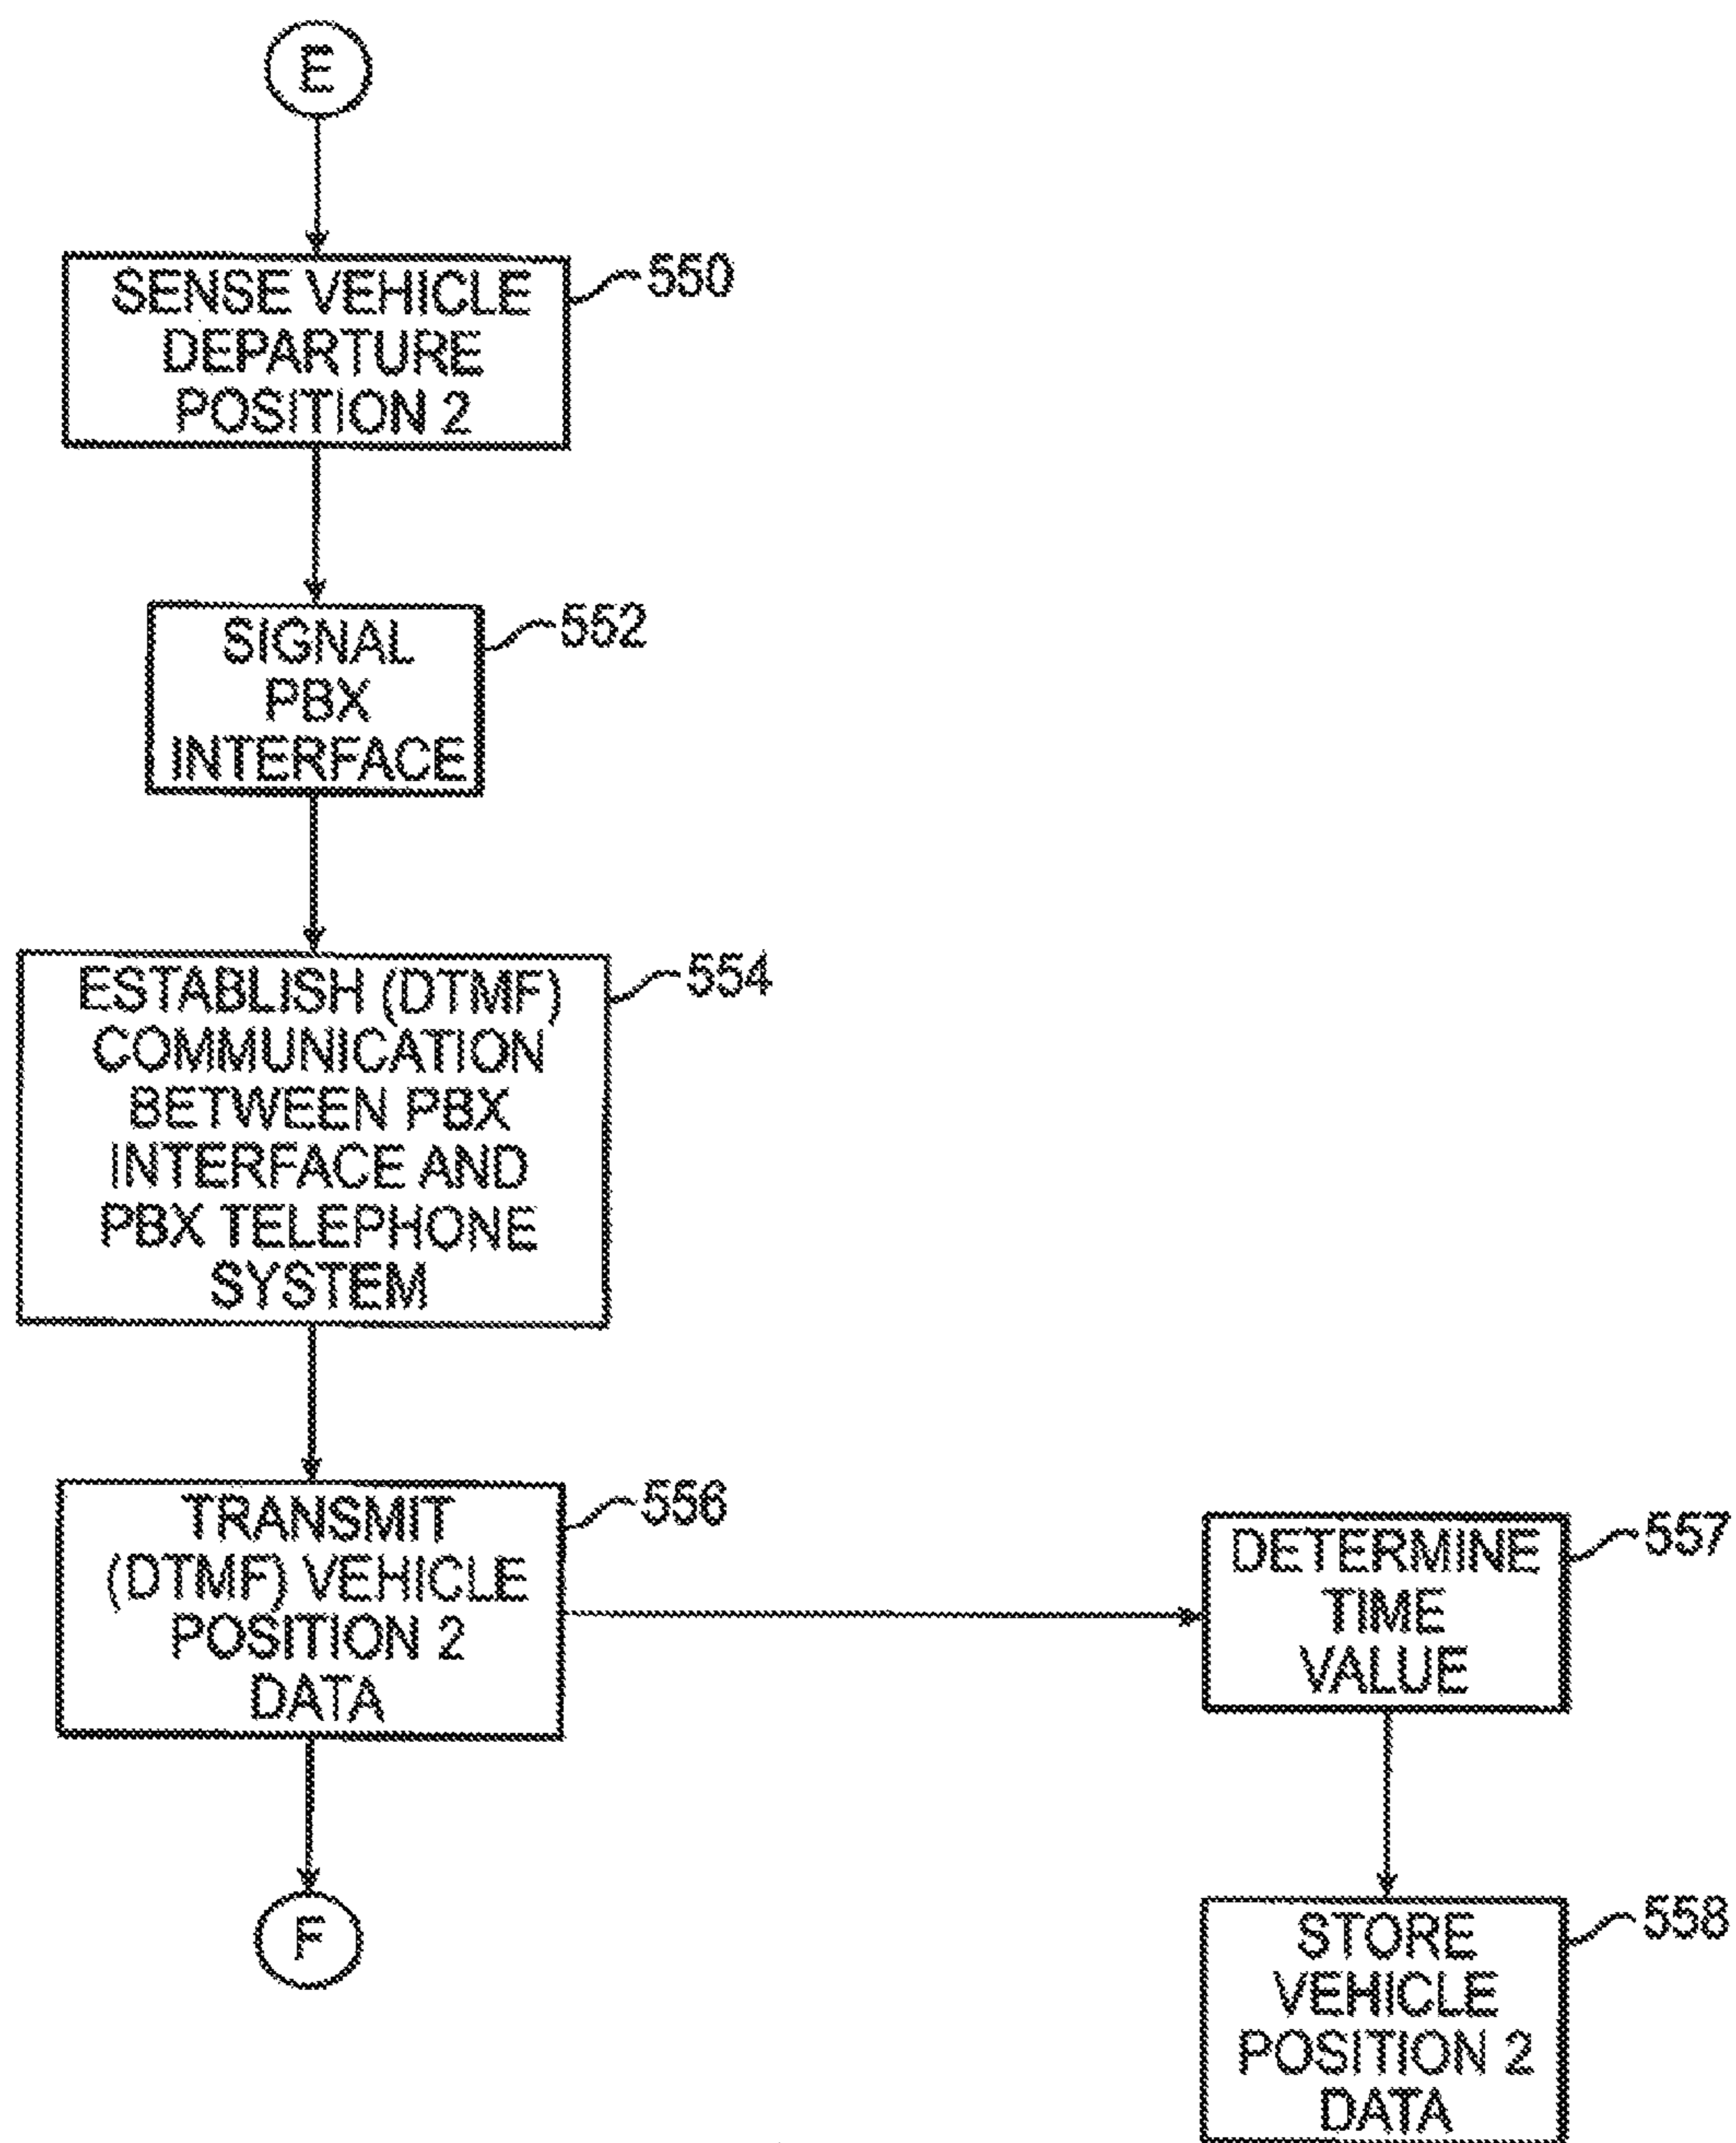 E
SENSE VEHICLE
DEPARTURE
POSITION 2
550
SIGNAL
PBX
INTERFACE
552
ESTABLISH (DTMF)
COMMUNICATION
BETWEEN PBX
INTERFACE AND
PBX TELEPHONE
SYSTEM
554
TRANSMIT
(DTMF) VEHICLE
POSITION 2
DATA
556
DETERMINE
TIME
VALUE
557
F
STORE
VEHICLE
POSITION 2
DATA
558